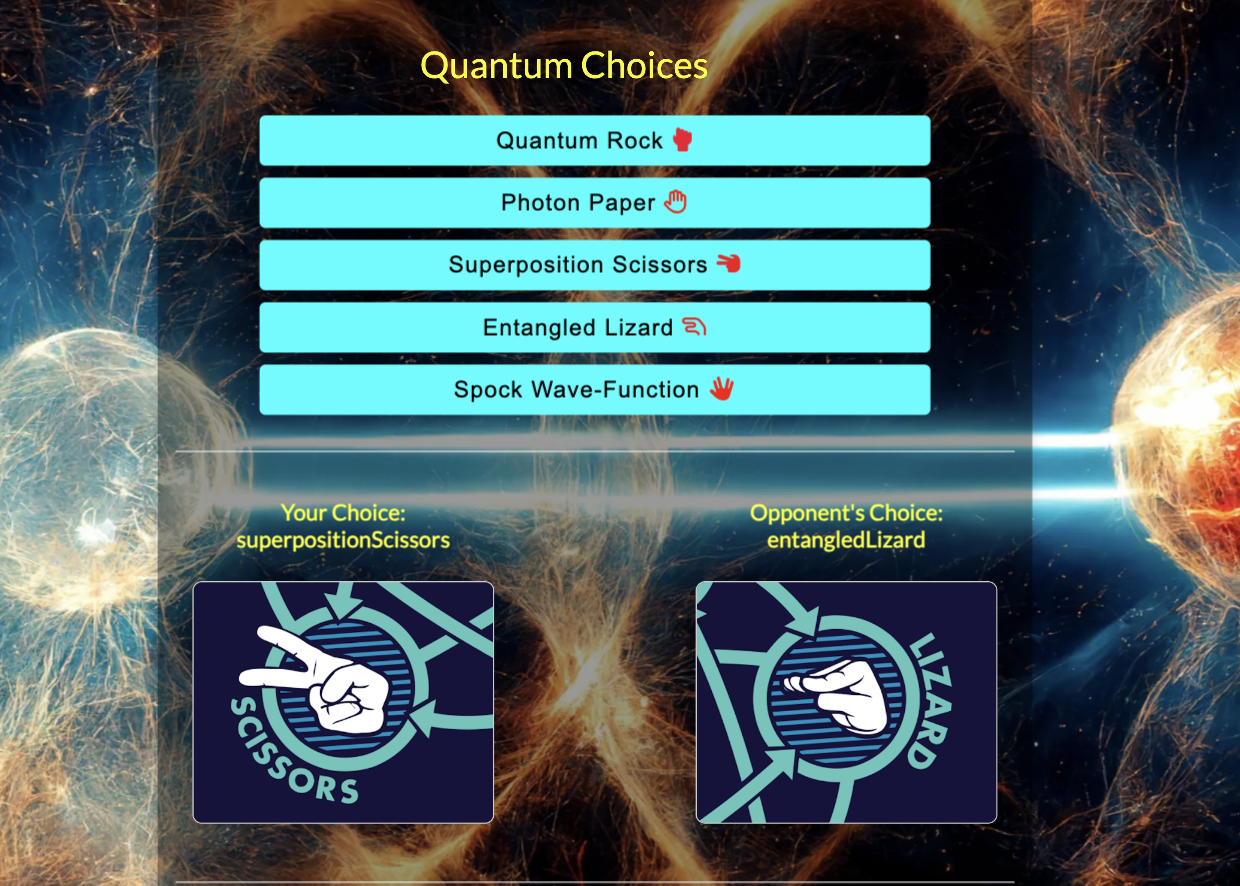 Quantum Choices
Quantum Rock
Photon Paper
Superposition Scissors
Entangled Lizard
Spock Wave-Function
Your Choice:
superpositionScissors
Opponent's Choice:
entangledLizard
SCISSORS
LIZARD